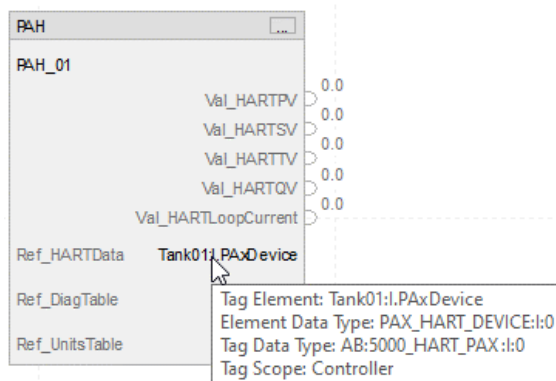 PAH ...
PAH_01
Val_HARTPV 0.0
Val_HARTSV 0.0
Val_HARTTV 0.0
Val_HARTQV 0.0
Val_HARTLoopCurrent 0.0
Ref_HARTData Tank01:I.PAxDevice
Ref_DiagTable
Ref_UnitsTable
Tag Element: Tank01:I.PAxDevice
Element Data Type: PAX_HART_DEVICE:I:0
Tag Data Type: AB:5000_HART_PAX :I:0
Tag Scope: Controller